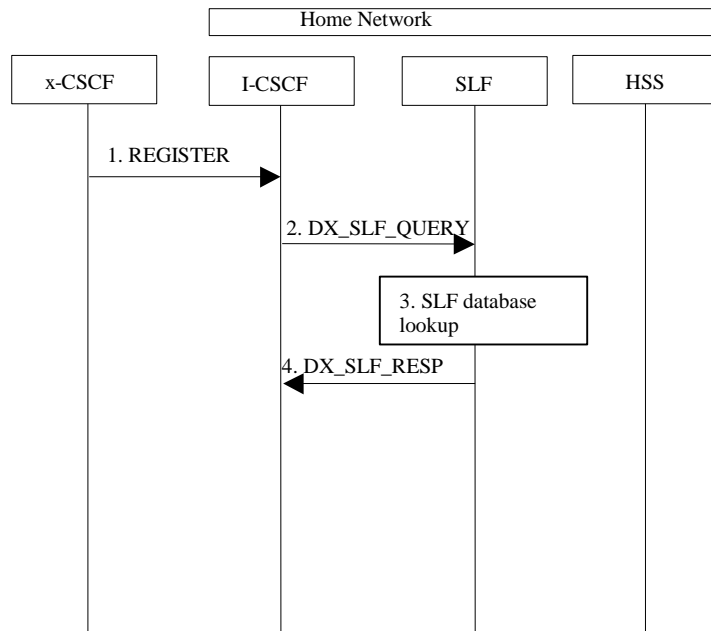 Home Network
x-CSCF
I-CSCF
SLF
HSS
1. REGISTER
2. DX_SLF_QUERY
3. SLF database
lookup
4. DX_SLF_RESP